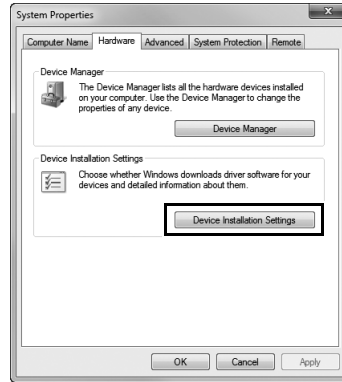 System Properties
x
Computer Name Hardware Advanced System Protection Remote
Device Manager
The Device Manager lists all the hardware devices installed
on your computer. Use the Device Manager to change the
properties of any device.
Device Manager
Device Installation Settings
Choose whether Windows downloads driver software for your
devices and detailed information about them.
Device Installation Settings
OK Cancel Apply